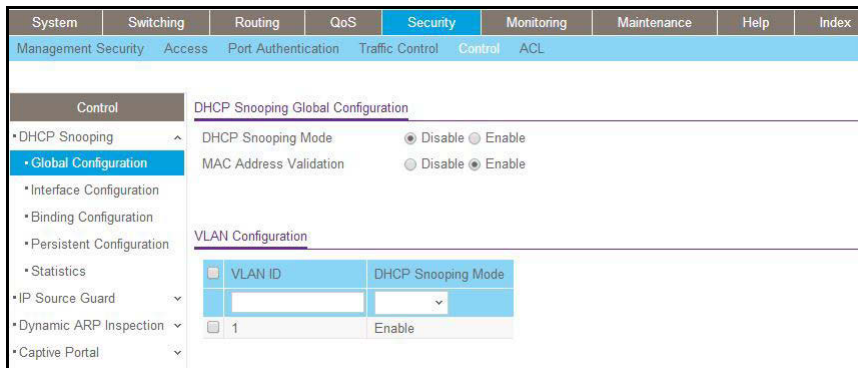 System Switching Routing QoS Security Monitoring Maintenance Help Index
Management Security Access Port Authentication Traffic Control Control ACL
Control
DHCP Snooping
Global Configuration
Interface Configuration
Binding Configuration
Persistent Configuration
Statistics
IP Source Guard
Dynamic ARP Inspection
Captive Portal
DHCP Snooping Global Configuration
DHCP Snooping Mode Disable Enable
MAC Address Validation Disable Enable
VLAN Configuration
VLAN ID DHCP Snooping Mode
1 Enable